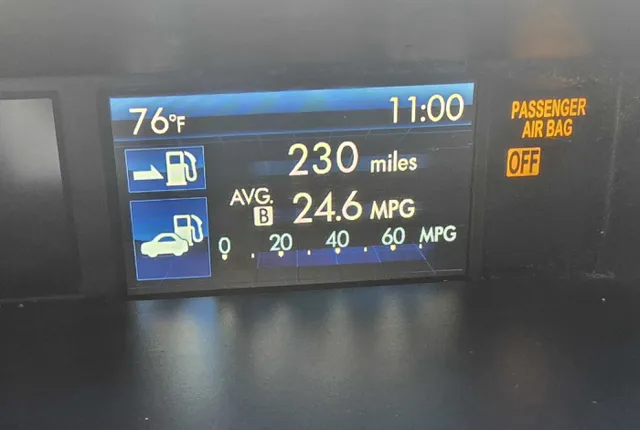 76°F 11:00
230 miles
AVG.
B 24.6 MPG
0 20 40 60 MPG
PASSENGER
AIR BAG
OFF